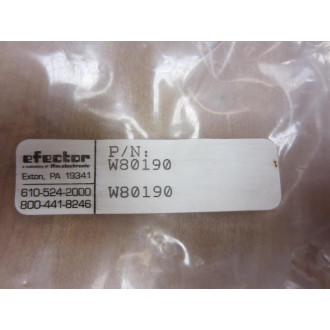 efector
Exton, PA 19341
610-524-2000
800-441-8246
P/N:
W80190
W80190